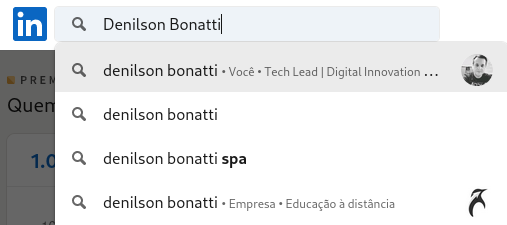 in
Denilson Bonatti
denilson bonatti • Você • Tech Lead | Digital Innovation ...
PREM
denilson bonatti
Quem
denilson bonatti spa
1.0
denilson bonatti • Empresa • Educação à distância